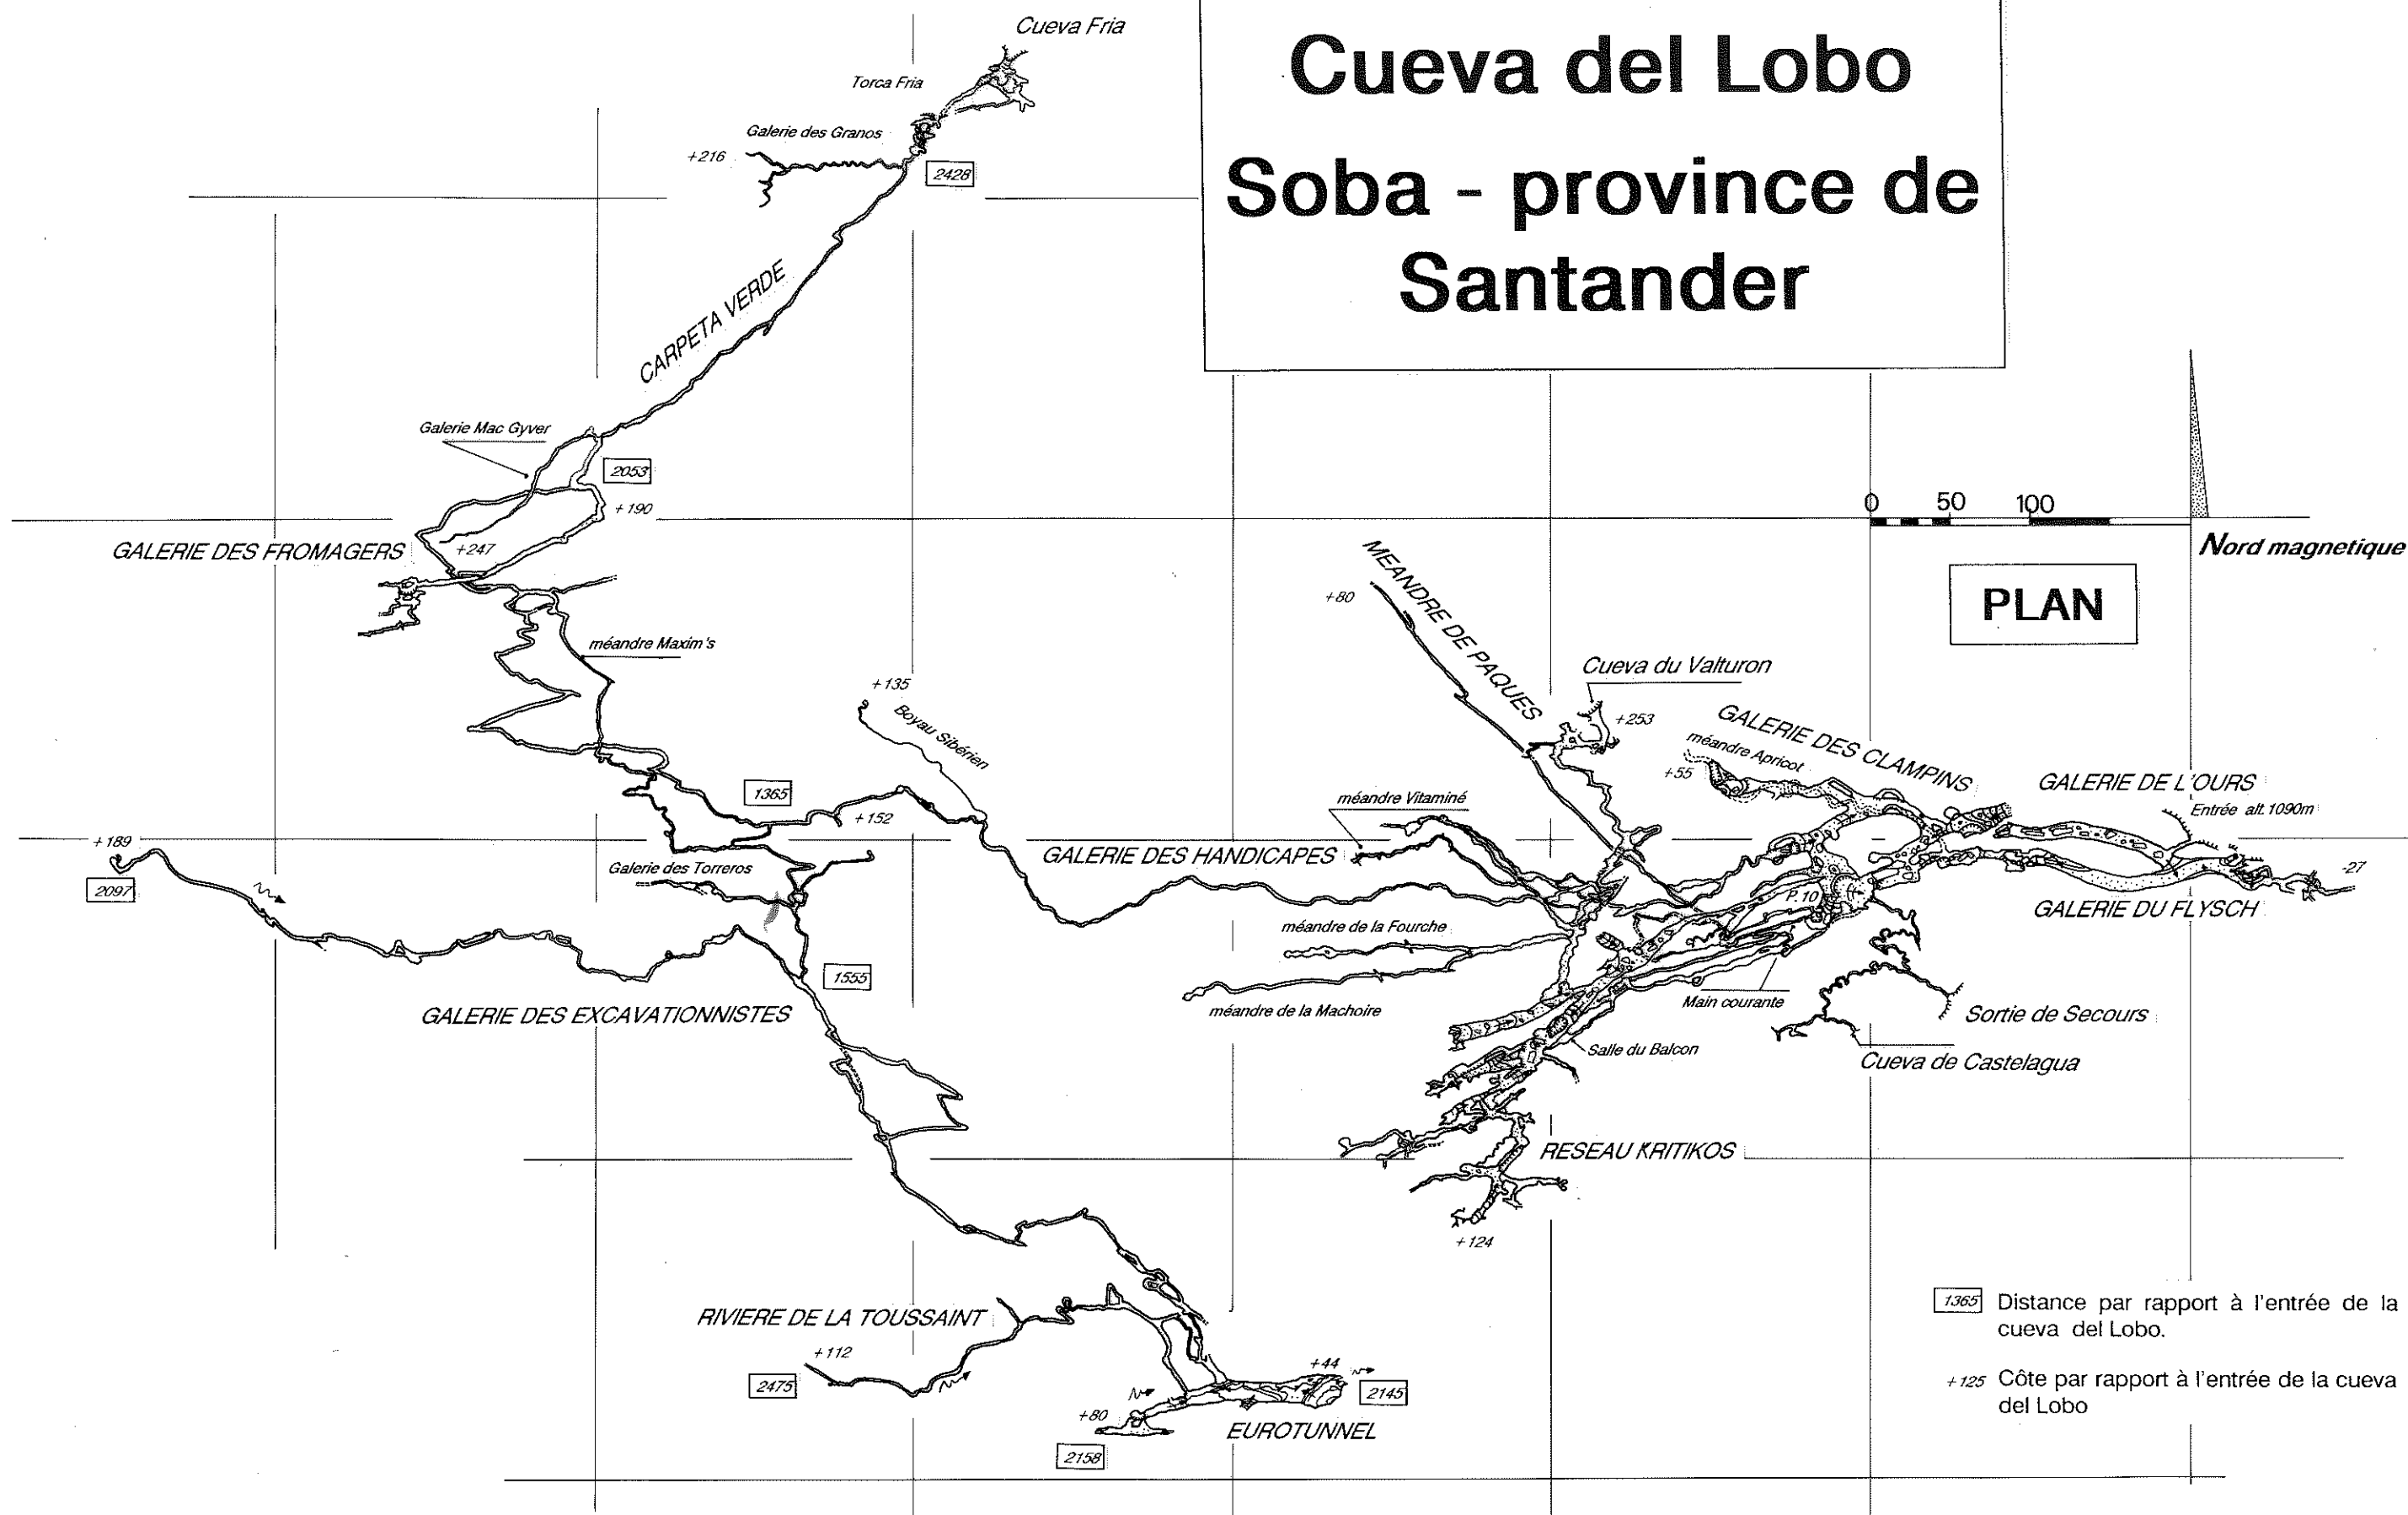 Cueva del Lobo
Soba - province de
Santander
Cueva Fria
Torca Fria
Galerie des Granos
+216
2428
CARPETA VERDE
Galerie Mac Gyver
2053
+190
GALERIE DES FROMAGERS
+247
0 50 100
Nord magnetique
PLAN
MEANDRE DE PAQUES
+80
méandre Maxim's
Cueva du Valturon
+253
+135
Boyau Sibérien
GALERIE DES CLAMPINS
méandre Apricot
+55
GALERIE DE L'OURS
Entrée alt. 1090m
1365
+152
méandre Vitaminé
+189
2097
GALERIE DES HANDICAPES
Galerie des Torreros
-27
P. 10
GALERIE DU FLYSCH
méandre de la Fourche
1555
GALERIE DES EXCAVATIONNISTES
méandre de la Machoire
Main courante
Sortie de Secours
Salle du Balcon
Cueva de Castelagua
RESEAU KRITIKOS
+124
RIVIERE DE LA TOUSSAINT
+112
2475
+44
2145
N
+80
EUROTUNNEL
2158
1365 Distance par rapport à l'entrée de la
cueva del Lobo.
+125 Côte par rapport à l'entrée de la cueva
del Lobo